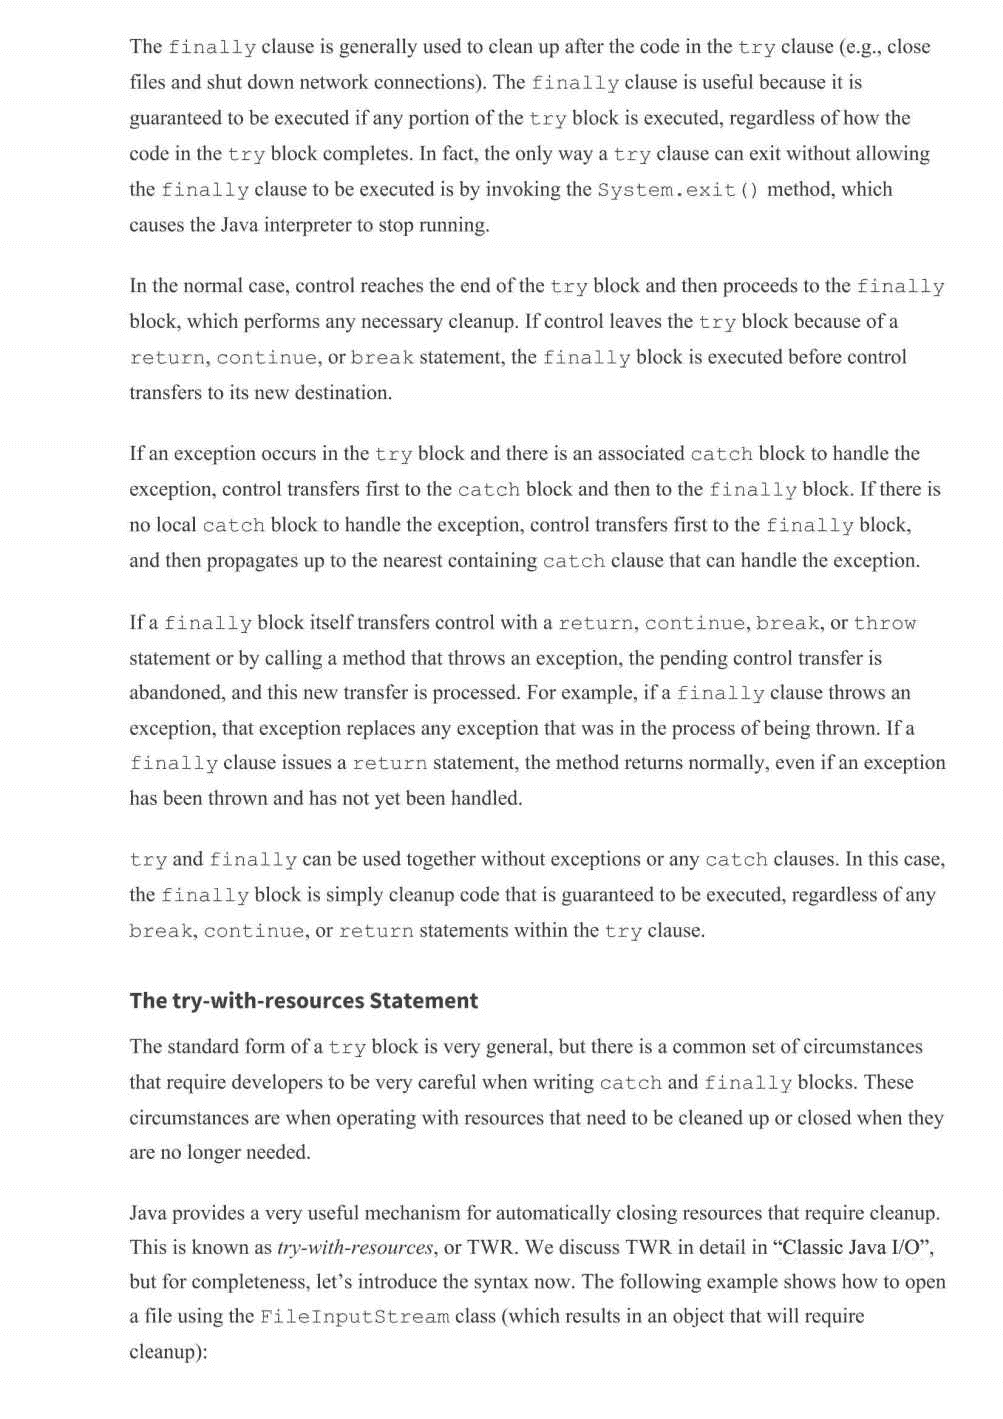 The finally clause is generally used to clean up after the code in the try clause (e.g., close
files and shut down network connections). The finally clause is useful because it is
guaranteed to be executed if any portion of the try block is executed, regardless of how the
code in the try block completes. In fact, the only way a try clause can exit without allowing
the finally clause to be executed is by invoking the System.exit() method, which
causes the Java interpreter to stop running.
In the normal case, control reaches the end of the try block and then proceeds to the finally
block, which performs any necessary cleanup. If control leaves the try block because of a
return, continue, or break statement, the finally block is executed before control
transfers to its new destination.
If an exception occurs in the try block and there is an associated catch block to handle the
exception, control transfers first to the catch block and then to the finally block. If there is
no local catch block to handle the exception, control transfers first to the finally block,
and then propagates up to the nearest containing catch clause that can handle the exception.
If a finally block itself transfers control with a return, continue, break, or throw
statement or by calling a method that throws an exception, the pending control transfer is
abandoned, and this new transfer is processed. For example, if a finally clause throws an
exception, that exception replaces any exception that was in the process of being thrown. If a
finally clause issues a return statement, the method returns normally, even if an exception
has been thrown and has not yet been handled.
try and finally can be used together without exceptions or any catch clauses. In this case,
the finally block is simply cleanup code that is guaranteed to be executed, regardless of any
break, continue, or return statements within the try clause.
The try-with-resources Statement
The standard form of a try block is very general, but there is a common set of circumstances
that require developers to be very careful when writing catch and finally blocks. These
circumstances are when operating with resources that need to be cleaned up or closed when they
are no longer needed.
Java provides a very useful mechanism for automatically closing resources that require cleanup.
This is known as try-with-resources, or TWR. We discuss TWR in detail in “Classic Java I/O”,
but for completeness, let’s introduce the syntax now. The following example shows how to open
a file using the FileInputStream class (which results in an object that will require
cleanup):